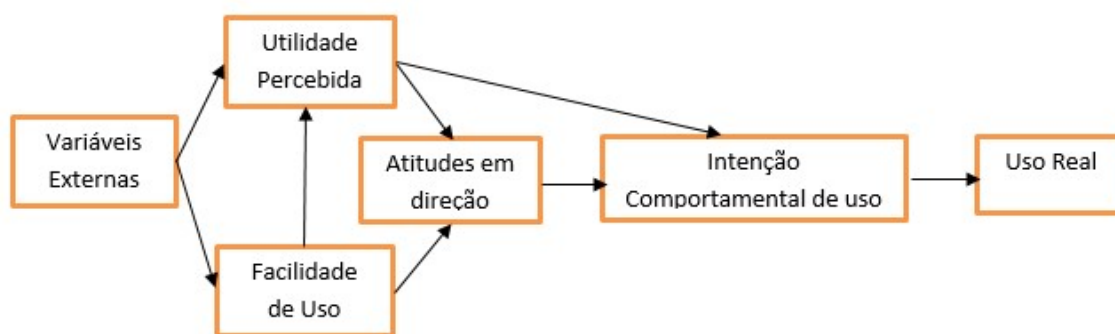 Utilidade
Percebida
Variáveis
Externas
Atitudes em
direção
Intenção
Comportamental de uso
Uso Real
Facilidade
de Uso